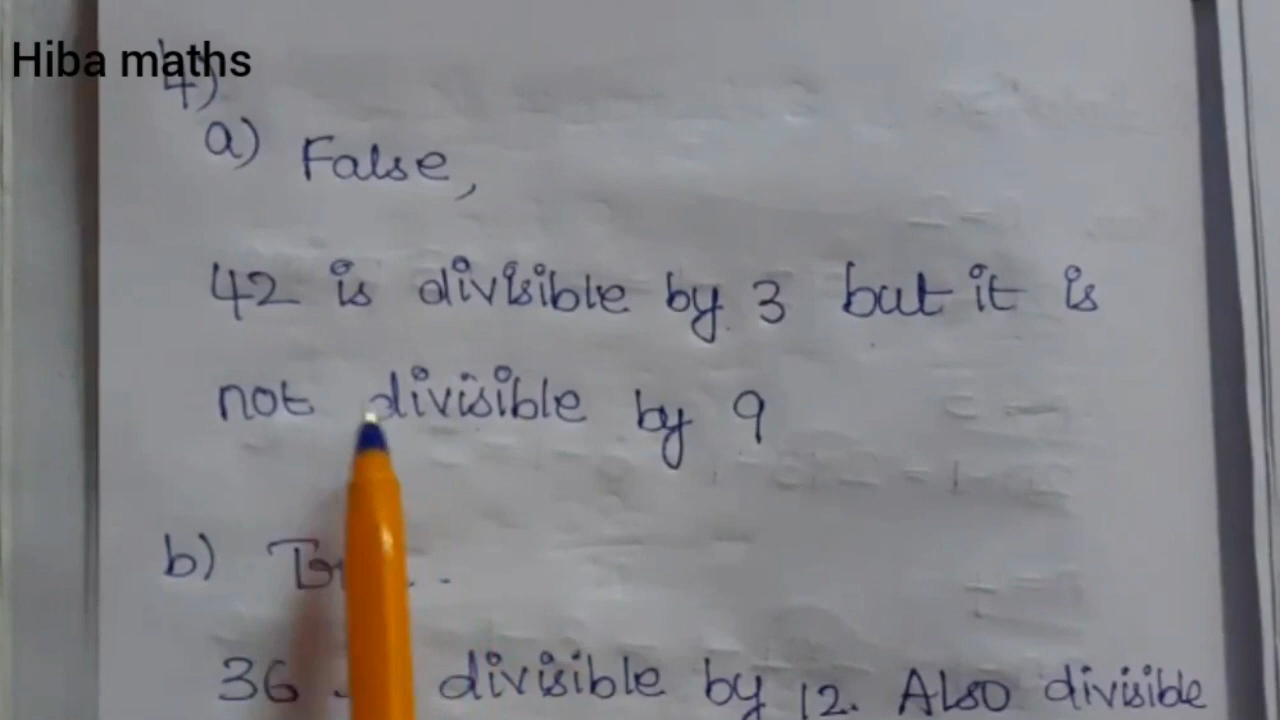 Hiba maths
4)
a) False,
42 is divisible by 3 but it is
not divisible by 9
b)
36 divisible by 12. Also divisible